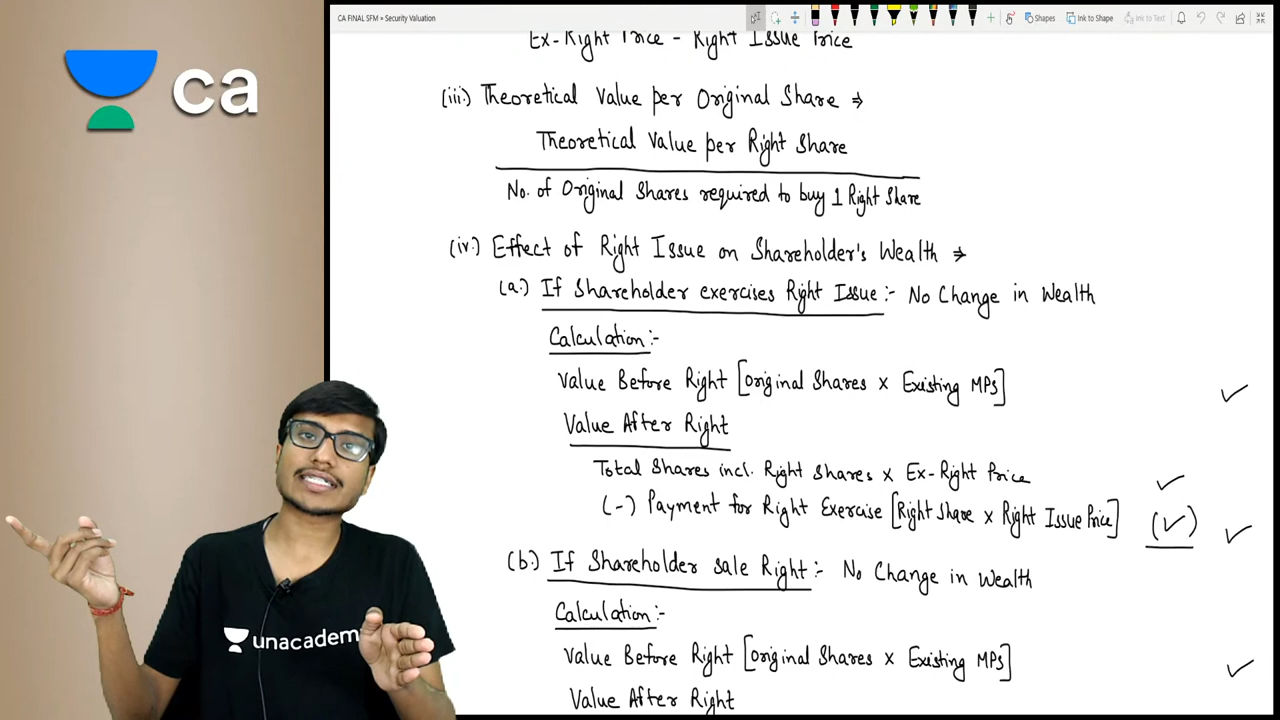 ca
CA FINAL SFM » Security Valuation
Shapes
Ink to Shape
Ink to Text
Ex-Right Price - Right Issue Price
(iii.) Theoretical Value per Original Share ⇒
Theoretical Value per Right Share
No. of Original Shares required to buy 1 Right Share
(iv.) Effect of Right Issue on Shareholder's Wealth ⇒
(a.) If Shareholder exercises Right Issue :- No Change in Wealth
Calculation :-
Value Before Right [Original Shares x Existing MPs] ✓
Value After Right
Total Shares incl. Right Shares x Ex-Right Price ✓
(-) Payment for Right Exercise [Right Share x Right Issue Price] (✓) ✓
(b.) If Shareholder sale Right :- No Change in Wealth
Calculation :-
Value Before Right [Original Shares x Existing MPs] ✓
Value After Right
unacadem